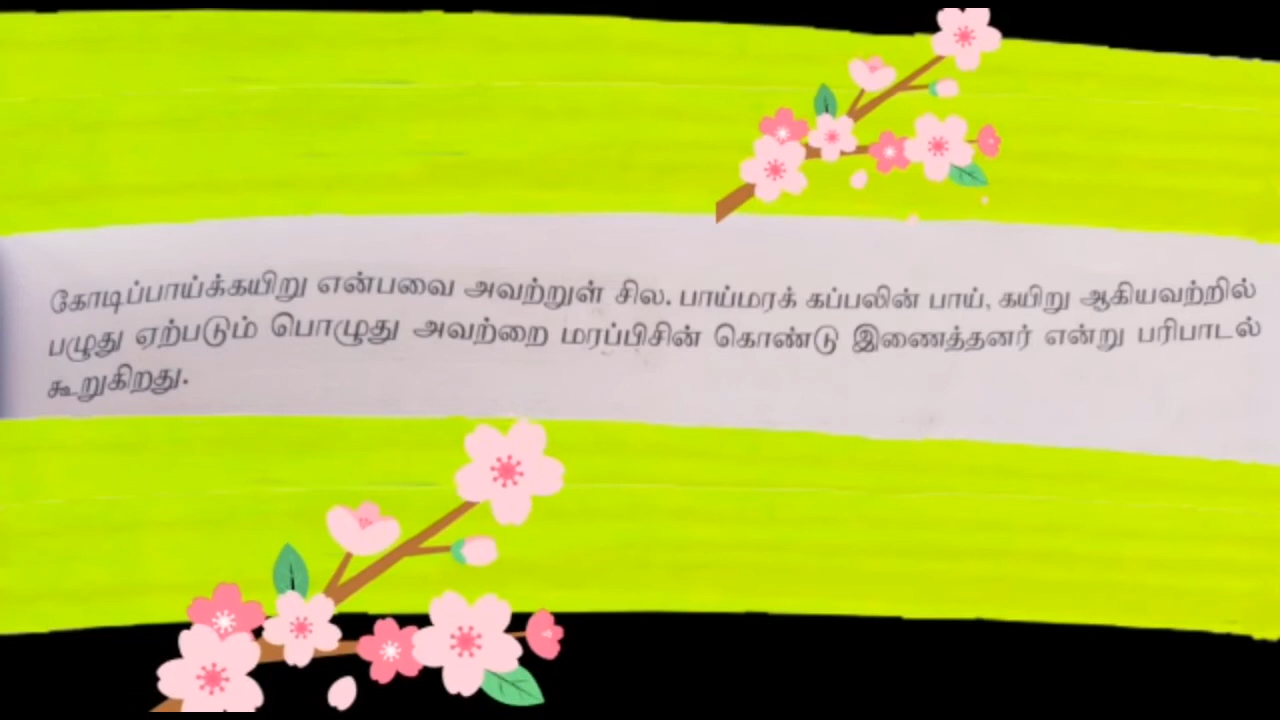 கோடிப்பாய்க்கயிறு என்பவை அவற்றுள் சில. பாய்மரக் கப்பலின் பாய், கயிறு ஆகியவற்றில்
பழுது ஏற்படும் பொழுது அவற்றை மரப்பிசின் கொண்டு இணைத்தனர் என்று பரிபாடல்
கூறுகிறது.